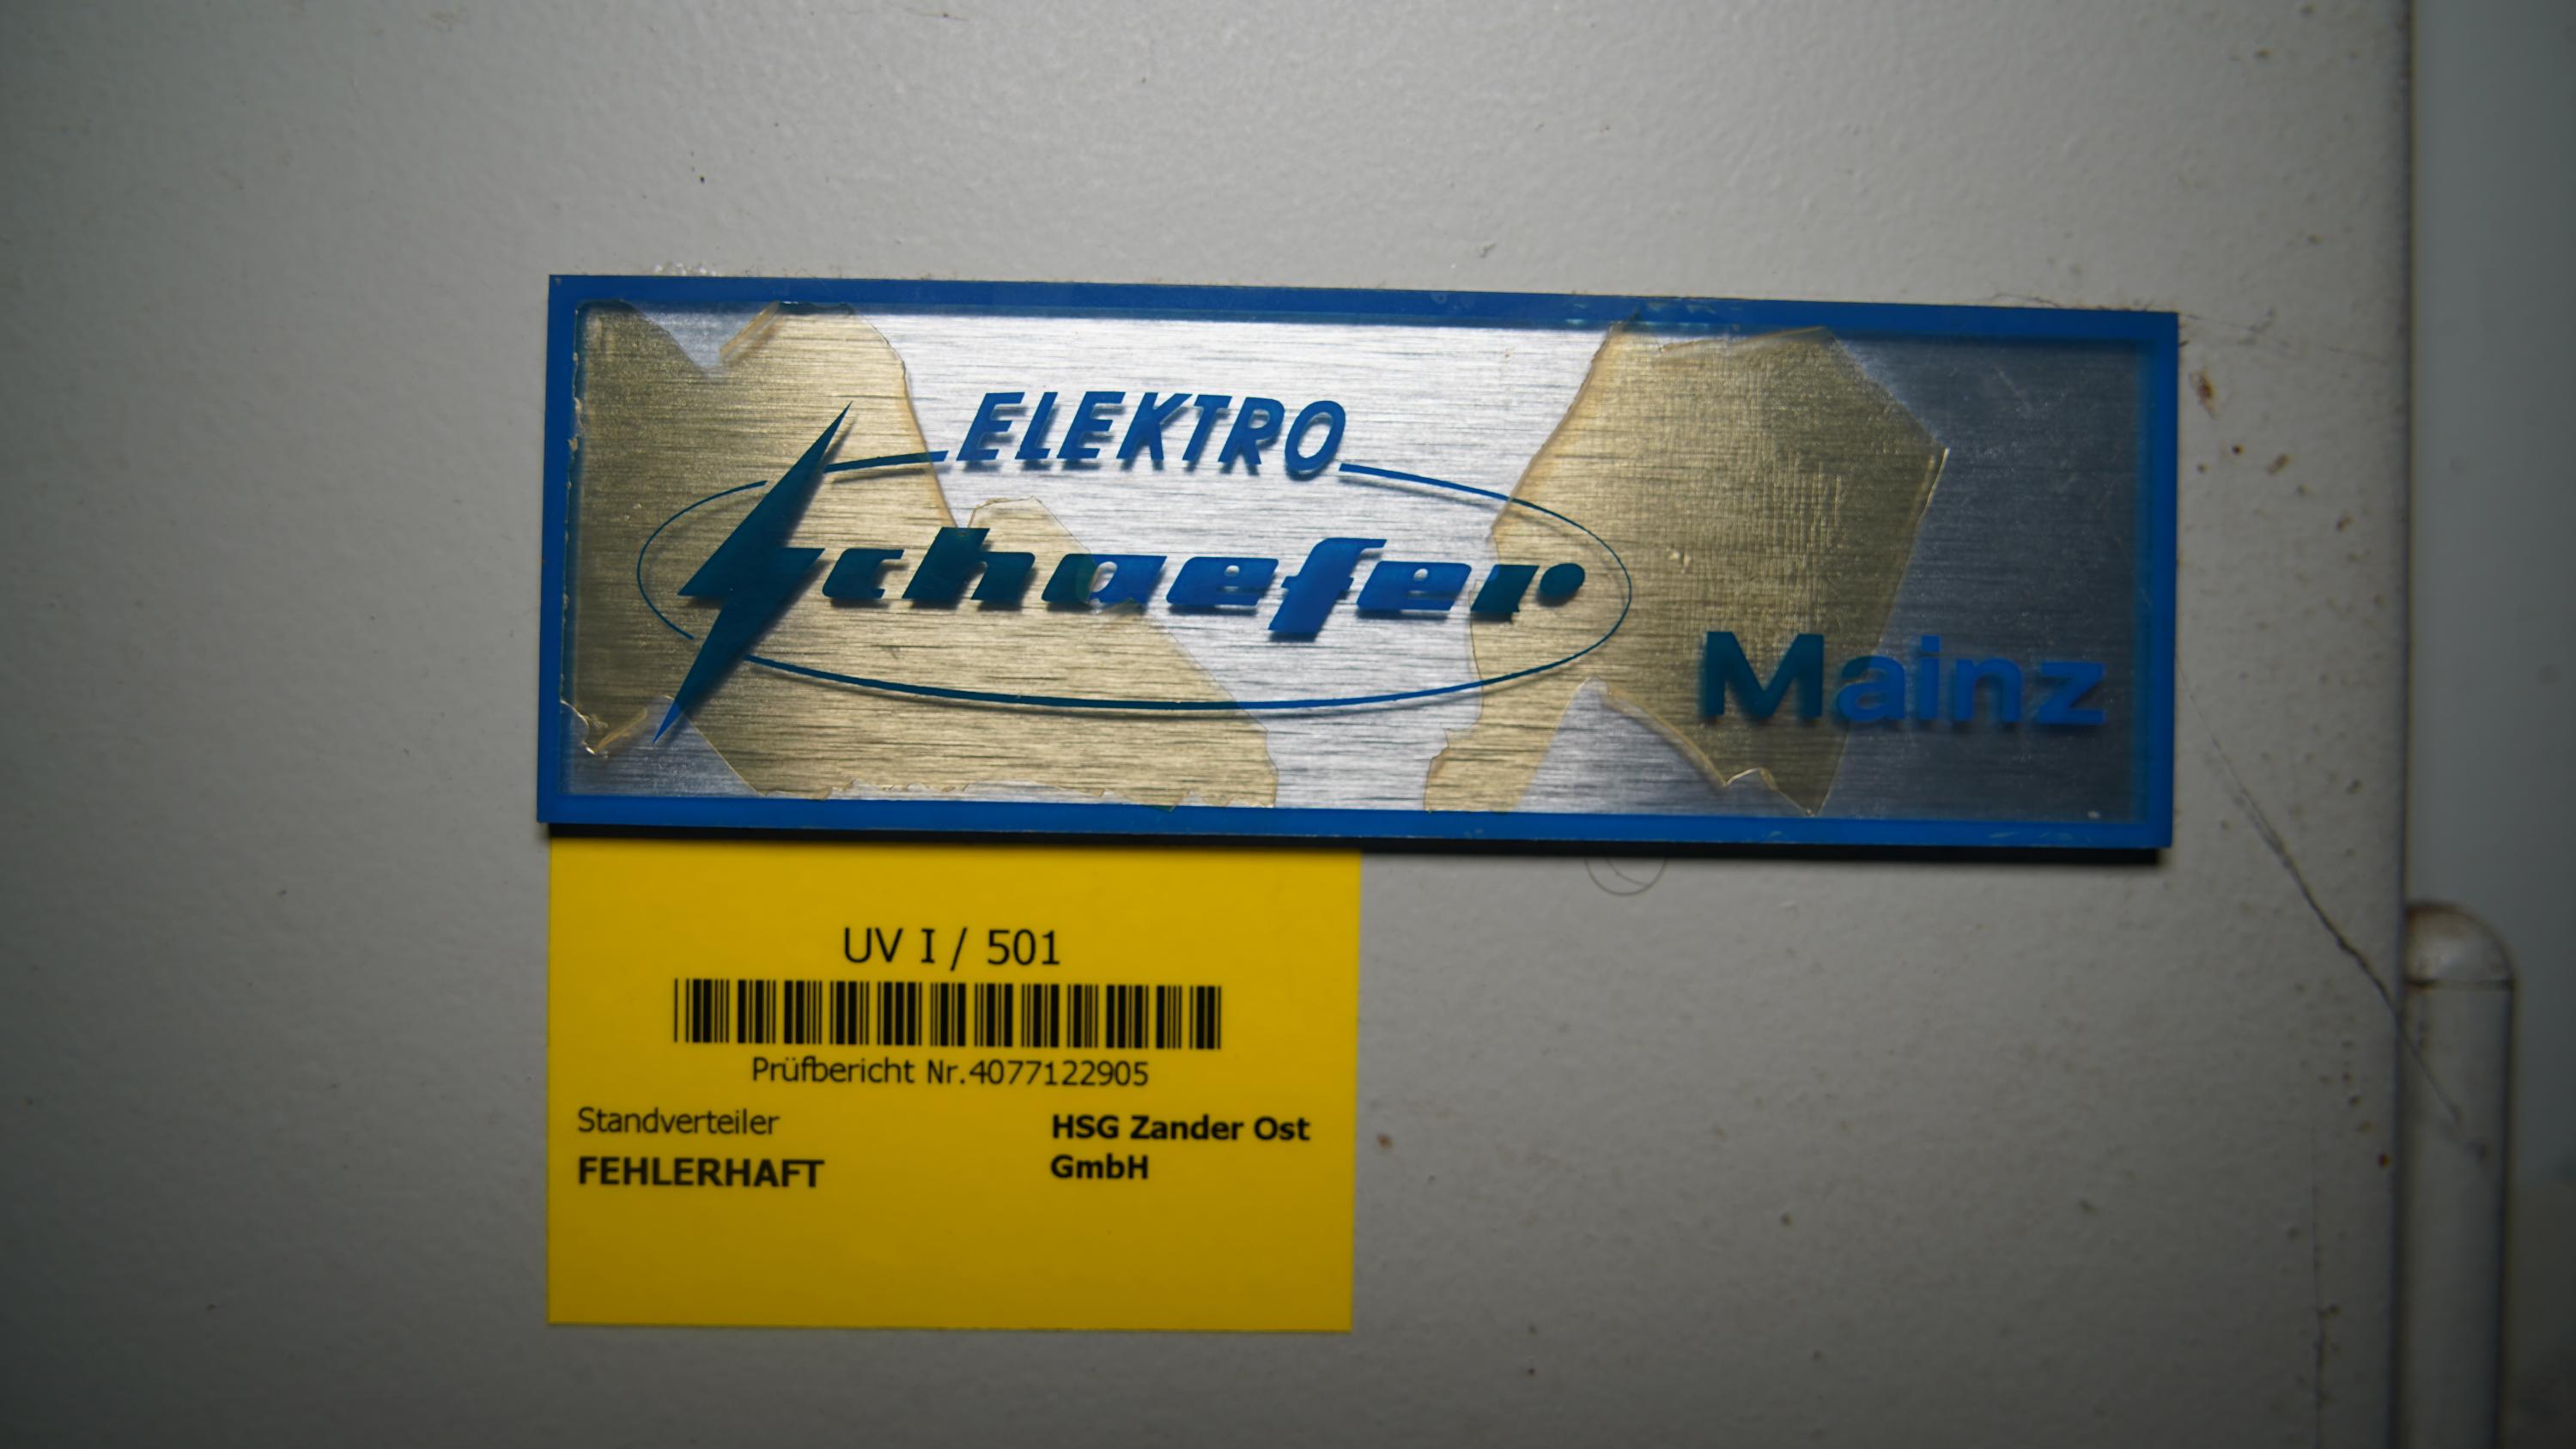 ELEKTRO
Schaefer
Mainz
UV I / 501
Prüfbericht Nr.4077122905
Standverteiler
FEHLERHAFT
HSG Zander Ost
GmbH